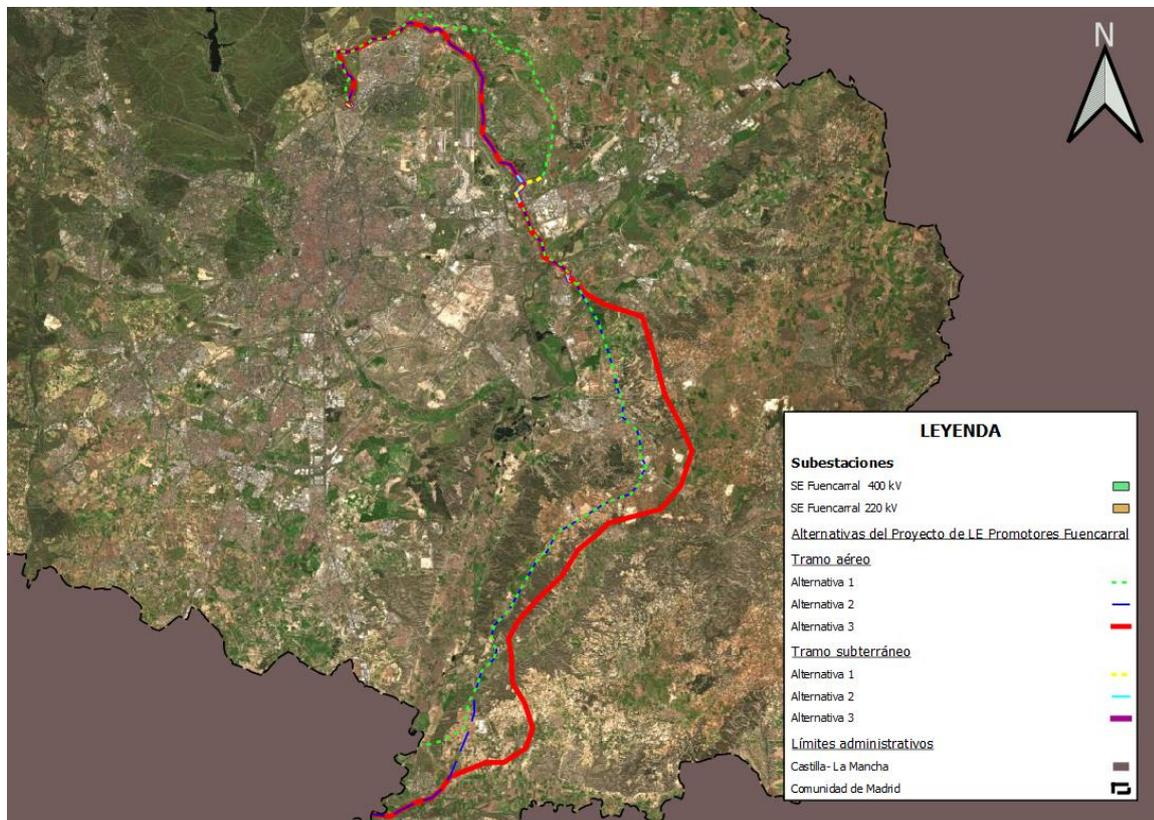 N
LEYENDA
Subestaciones
SE Fuencarral 400 kV
SE Fuencarral 220 kV
Alternativas del Proyecto de LE Promotores Fuencarral
Tramo aéreo
Alternativa 1
Alternativa 2
Alternativa 3
Tramo subterráneo
Alternativa 1
Alternativa 2
Alternativa 3
Límites administrativos
Castilla- La Mancha
Comunidad de Madrid